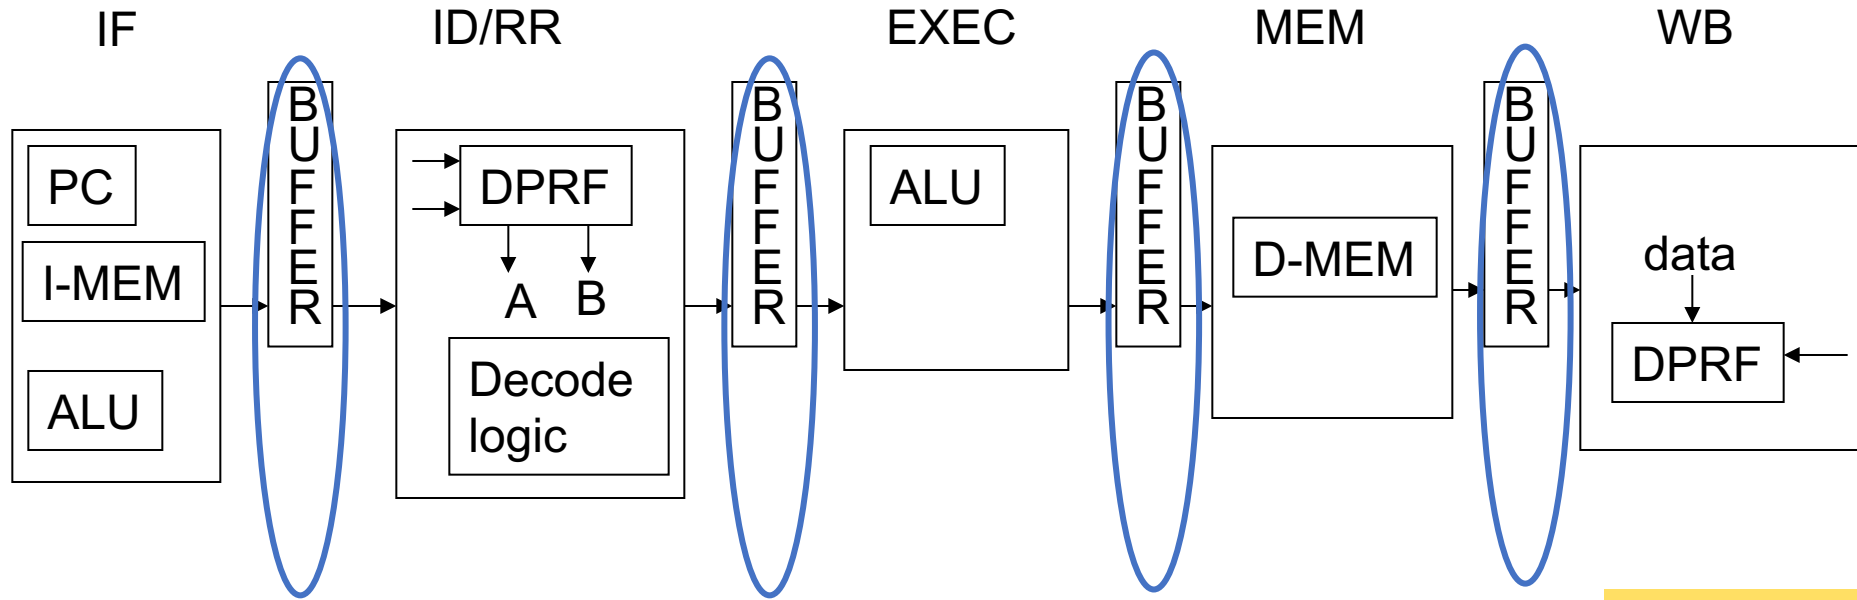 IF
ID/RR
EXEC
MEM
WB
PC
I-MEM
ALU
BUFFER
DPRF
A B
Decode
logic
BUFFER
ALU
BUFFER
D-MEM
BUFFER
data
DPRF